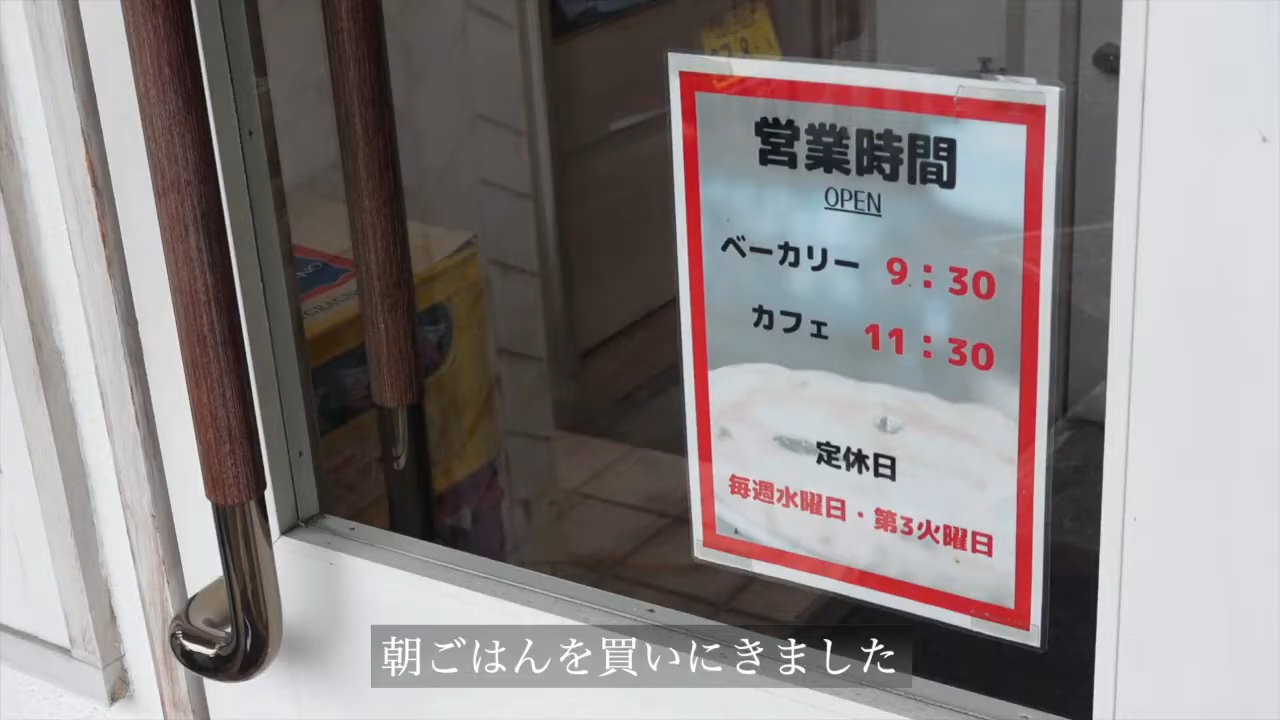 営業時間
OPEN
ベーカリー 9:30
カフェ 11:30
定休日
毎週水曜日・第3火曜日
朝ごはんを買いにきました